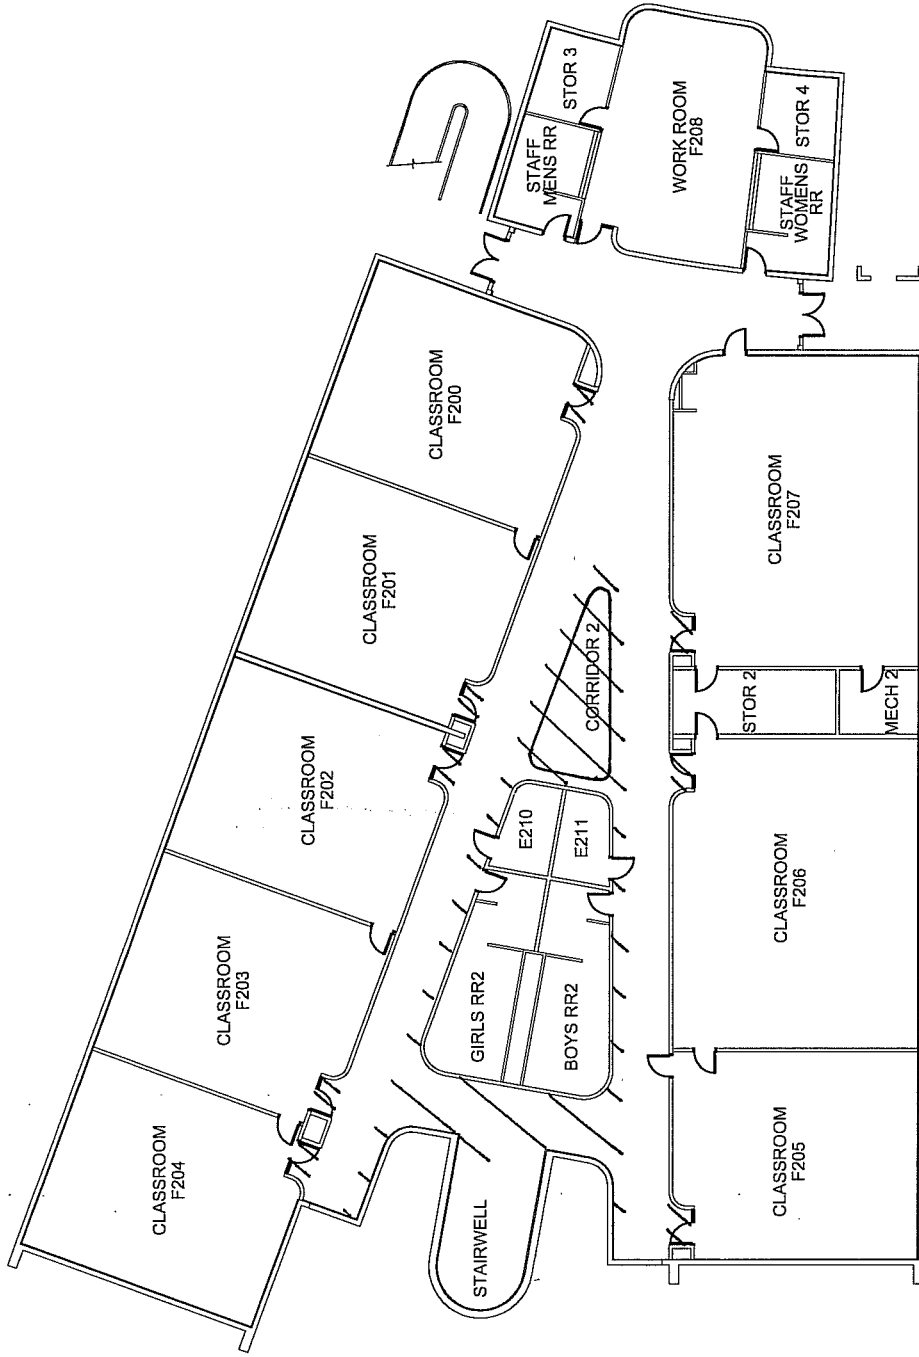 STOR 3
STAFF
MENS RR
WORK ROOM
F208
STOR 4
STAFF
WOMENS
RR
CLASSROOM
F200
CLASSROOM
F201
CLASSROOM
F202
CLASSROOM
F203
CLASSROOM
F204
CORRIDOR 2
E210
E211
GIRLS RR2
BOYS RR2
STAIRWELL
CLASSROOM
F207
STOR 2
MECH 2
CLASSROOM
F206
CLASSROOM
F205